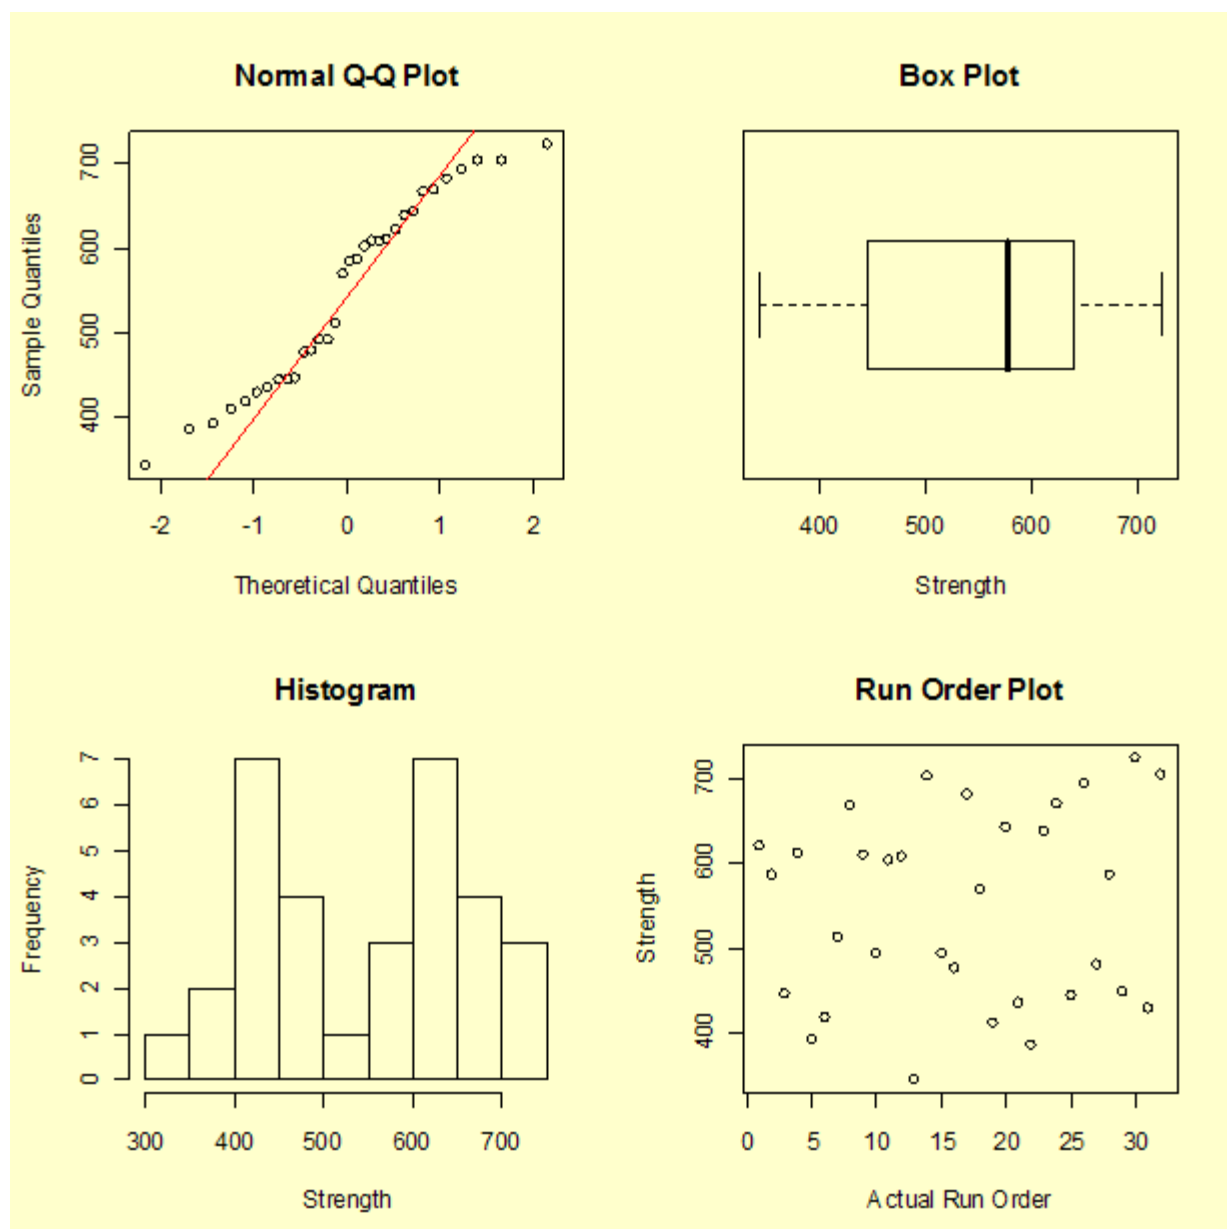 Normal Q-Q Plot
Sample Quantiles
700
600
500
400
-2 -1 0 1 2
Theoretical Quantiles
Box Plot
400 500 600 700
Strength
Histogram
Frequency
7
6
5
4
3
2
1
0
300 400 500 600 700
Strength
Run Order Plot
Strength
700
600
500
400
0 5 10 15 20 25 30
Actual Run Order